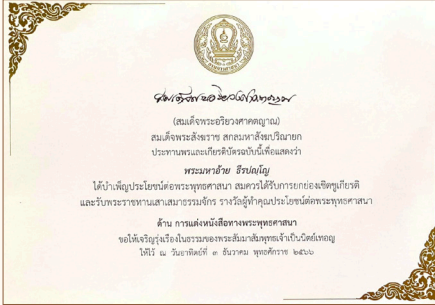 (สมเด็จพระอริยวงศาคตญาณ)
สมเด็จพระสังฆราช สกลมหาสังฆปริณายก
ประทานพรและเกียรติบัตรฉบับนี้เพื่อแสดงว่า
พระมหาอ้าย ธีรปญฺโญ
ได้บำเพ็ญประโยชน์ต่อพระพุทธศาสนา สมควรได้รับการยกย่องเชิดชูเกียรติ
และรับพระราชทานเสาเสมาธรรมจักร รางวัลผู้ทำคุณประโยชน์ต่อพระพุทธศาสนา
ด้าน การแต่งหนังสือทางพระพุทธศาสนา
ขอให้เจริญรุ่งเรืองในธรรมของพระสัมมาสัมพุทธเจ้าเป็นนิตย์เทอญ
ให้ไว้ ณ วันอาทิตย์ที่ ๓ ธันวาคม พุทธศักราช ๒๕๖๖